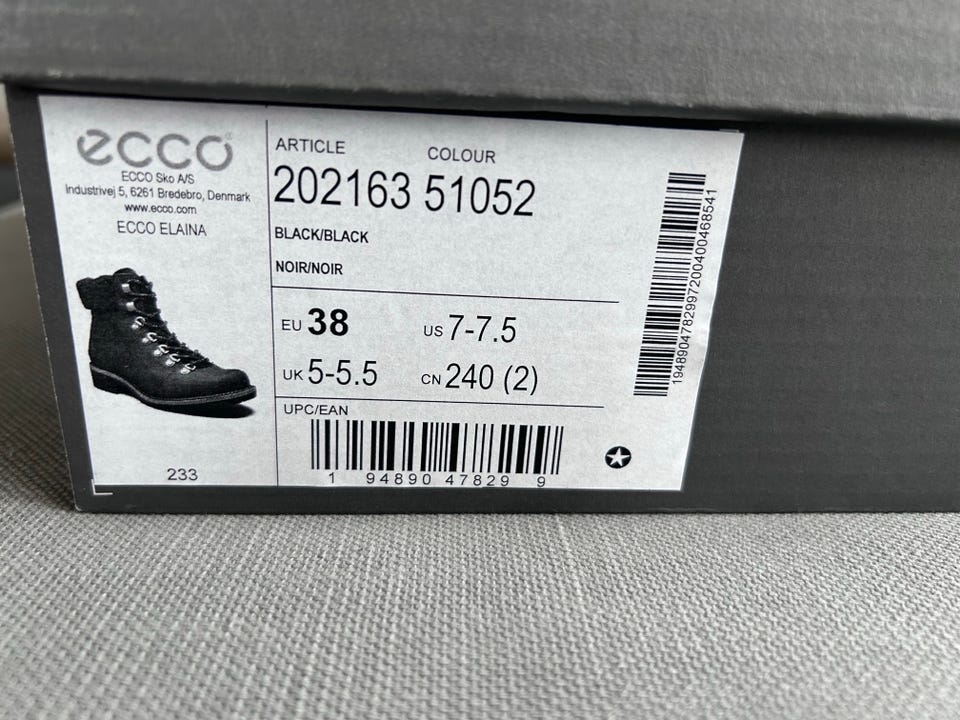 ecco
ECCO Sko A/S
Industrivej 5, 6261 Bredebro, Denmark
www.ecco.com
ECCO ELAINA
233
ARTICLE COLOUR
202163 51052
BLACK/BLACK
NOIR/NOIR
EU 38 US 7-7.5
UK 5-5.5 CN 240 (2)
UPC/EAN
1 94890 47829 9
1948904782997200400468541